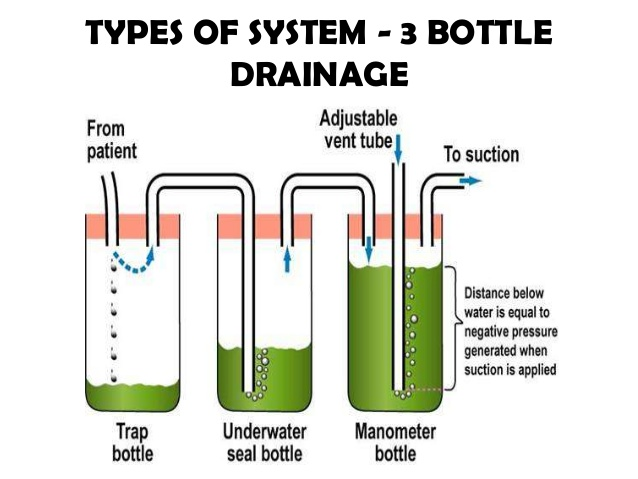 TYPES OF SYSTEM - 3 BOTTLE
DRAINAGE
From
patient
Adjustable
vent tube
To suction
Distance below
water is equal to
negative pressure
generated when
suction is applied
Trap
bottle
Underwater
seal bottle
Manometer
bottle